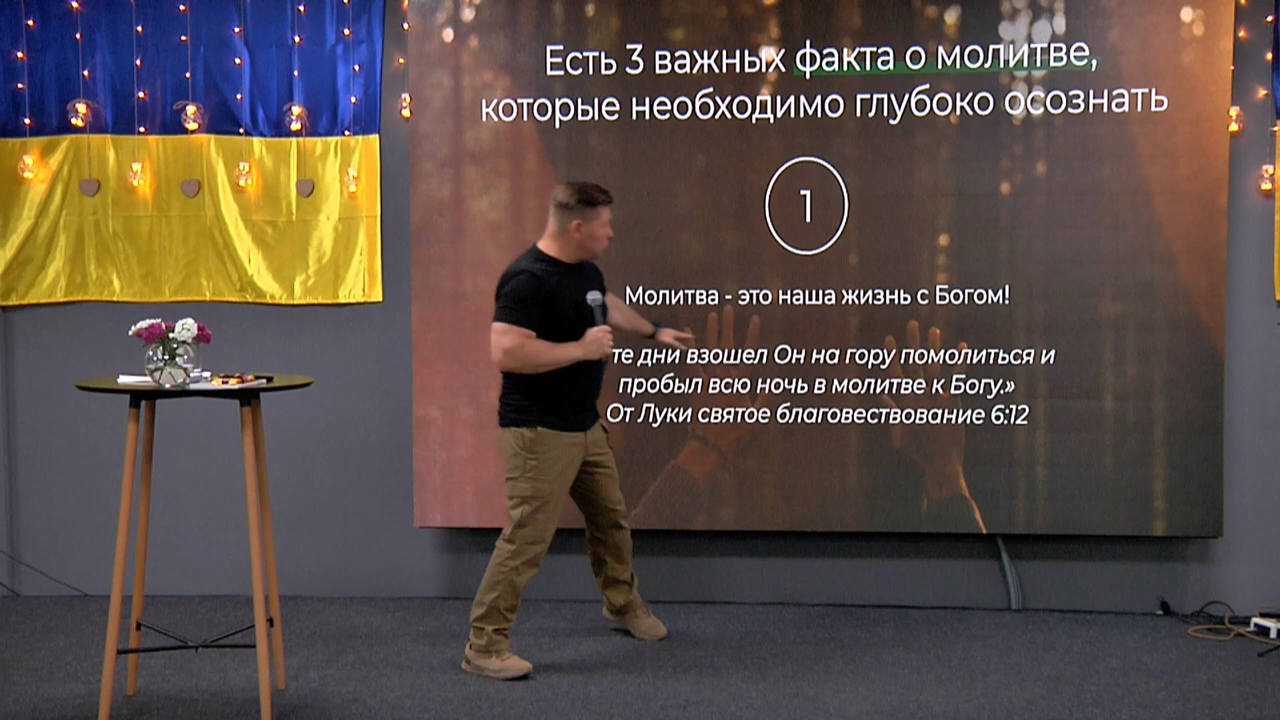 Есть 3 важных факта о молитве,
которые необходимо глубоко осознать
1
Молитва - это наша жизнь с Богом!
те дни взошел Он на гору помолиться и
пробыл всю ночь в молитве к Богу.»
От Луки святое благовествование 6:12